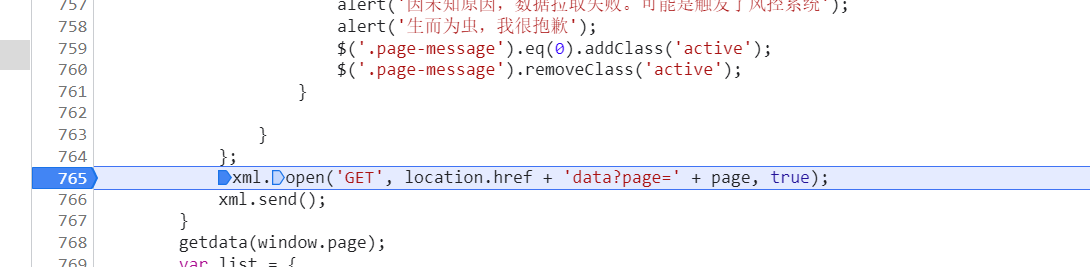 757 alert('因未知原因，数据拉取失败。可能是触发了风控系统');
758 alert('生而为虫，我很抱歉');
759 $('.page-message').eq(0).addClass('active');
760 $('.page-message').removeClass('active');
761 }
762
763 }
764 };
765 xml.open('GET', location.href + 'data?page=' + page, true);
766 xml.send();
767 }
768 getdata(window.page);
769 var list = {